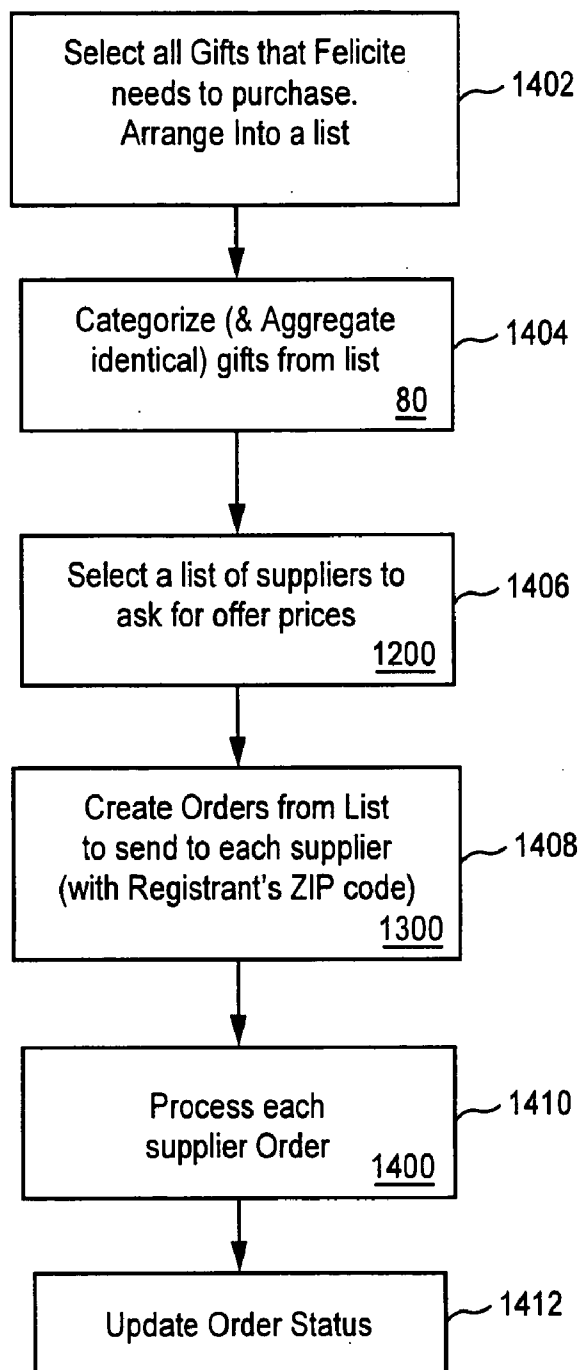 Select all Gifts that Felicite
needs to purchase.
Arrange Into a list
1402
Categorize (& Aggregate
identical) gifts from list
80
1404
Select a list of suppliers to
ask for offer prices
1200
1406
Create Orders from List
to send to each supplier
(with Registrant's ZIP code)
1300
1408
Process each
supplier Order
1400
1410
Update Order Status
1412